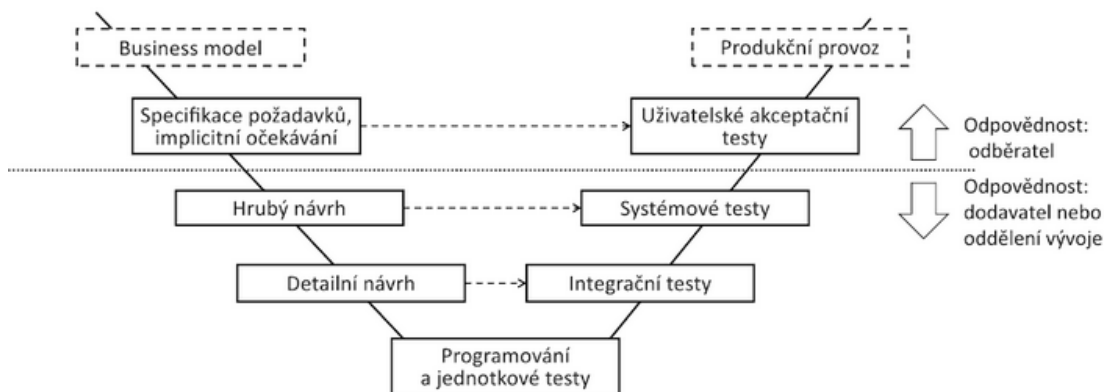 Business model
Produkční provoz
Specifikace požadavků,
implicitní očekávání
Uživatelské akceptační
testy
Odpovědnost:
odběratel
Hrubý návrh
Systémové testy
Odpovědnost:
dodavatel nebo
oddělení vývoje
Detailní návrh
Integrační testy
Programování
a jednotkové testy